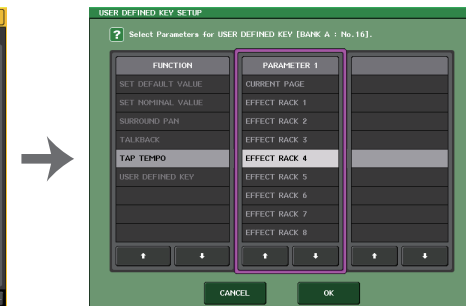 USER DEFINED KEY SETUP
? Select Parameters for USER DEFINED KEY [BANK A : No.16].
FUNCTION
SET DEFAULT VALUE
SET NOMINAL VALUE
SURROUND PAN
TALKBACK
TAP TEMPO
USER DEFINED KEY
PARAMETER 1
CURRENT PAGE
EFFECT RACK 1
EFFECT RACK 2
EFFECT RACK 3
EFFECT RACK 4
EFFECT RACK 5
EFFECT RACK 6
EFFECT RACK 7
EFFECT RACK 8
CANCEL
OK